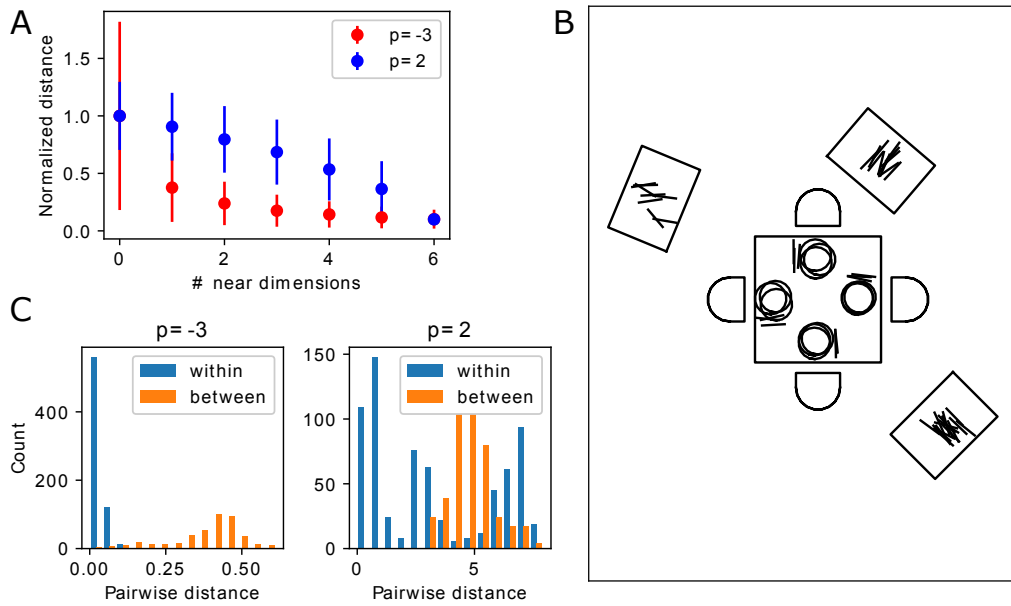 A
B
Normalized distance
1.5
1.0
0.5
0.0
p=-3
p=2
0 2 4 6
# near dimensions
C
p=-3
Count
400
200
0
within
between
0.00 0.25 0.50
Pairwise distance
p=2
150
100
50
0
within
between
0 5
Pairwise distance